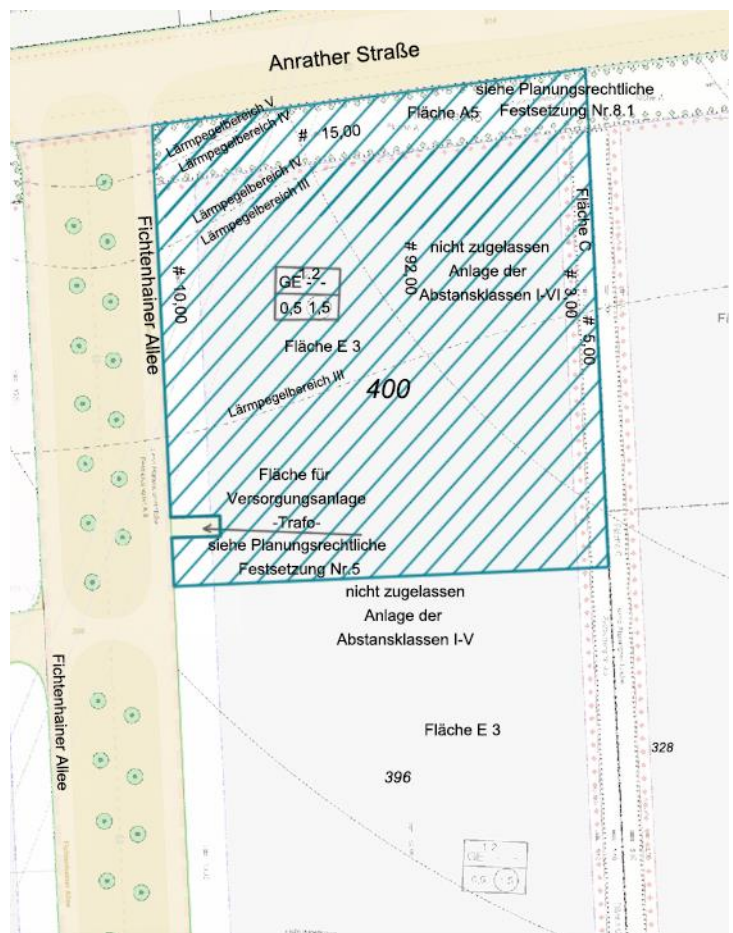 Anrather Straße
siehe Planungsrechtliche
Festsetzung Nr.8.1
Fläche A5
Lärmpegelbereich V
Lärmpegelbereich IV
# 15,00
Lärmpegelbereich IV
Lärmpegelbereich III
Fichtenhainer Allee
# 10,00
Fläche C
# 92,00
nicht zugelassen
Anlage der
Abstansklassen I-VI
# 3,00
# 5,00
1.2
GE - -
0,5 1,5
Fläche E 3
Lärmpegelbereich III
400
Fläche für
Versorgungsanlage
-Trafo-
siehe Planungsrechtliche
Festsetzung Nr.5
nicht zugelassen
Anlage der
Abstansklassen I-V
Fichtenhainer Allee
Fläche E 3
328
396
1.2
GE - -
0,5 1,5
Fichtenhainer Allee